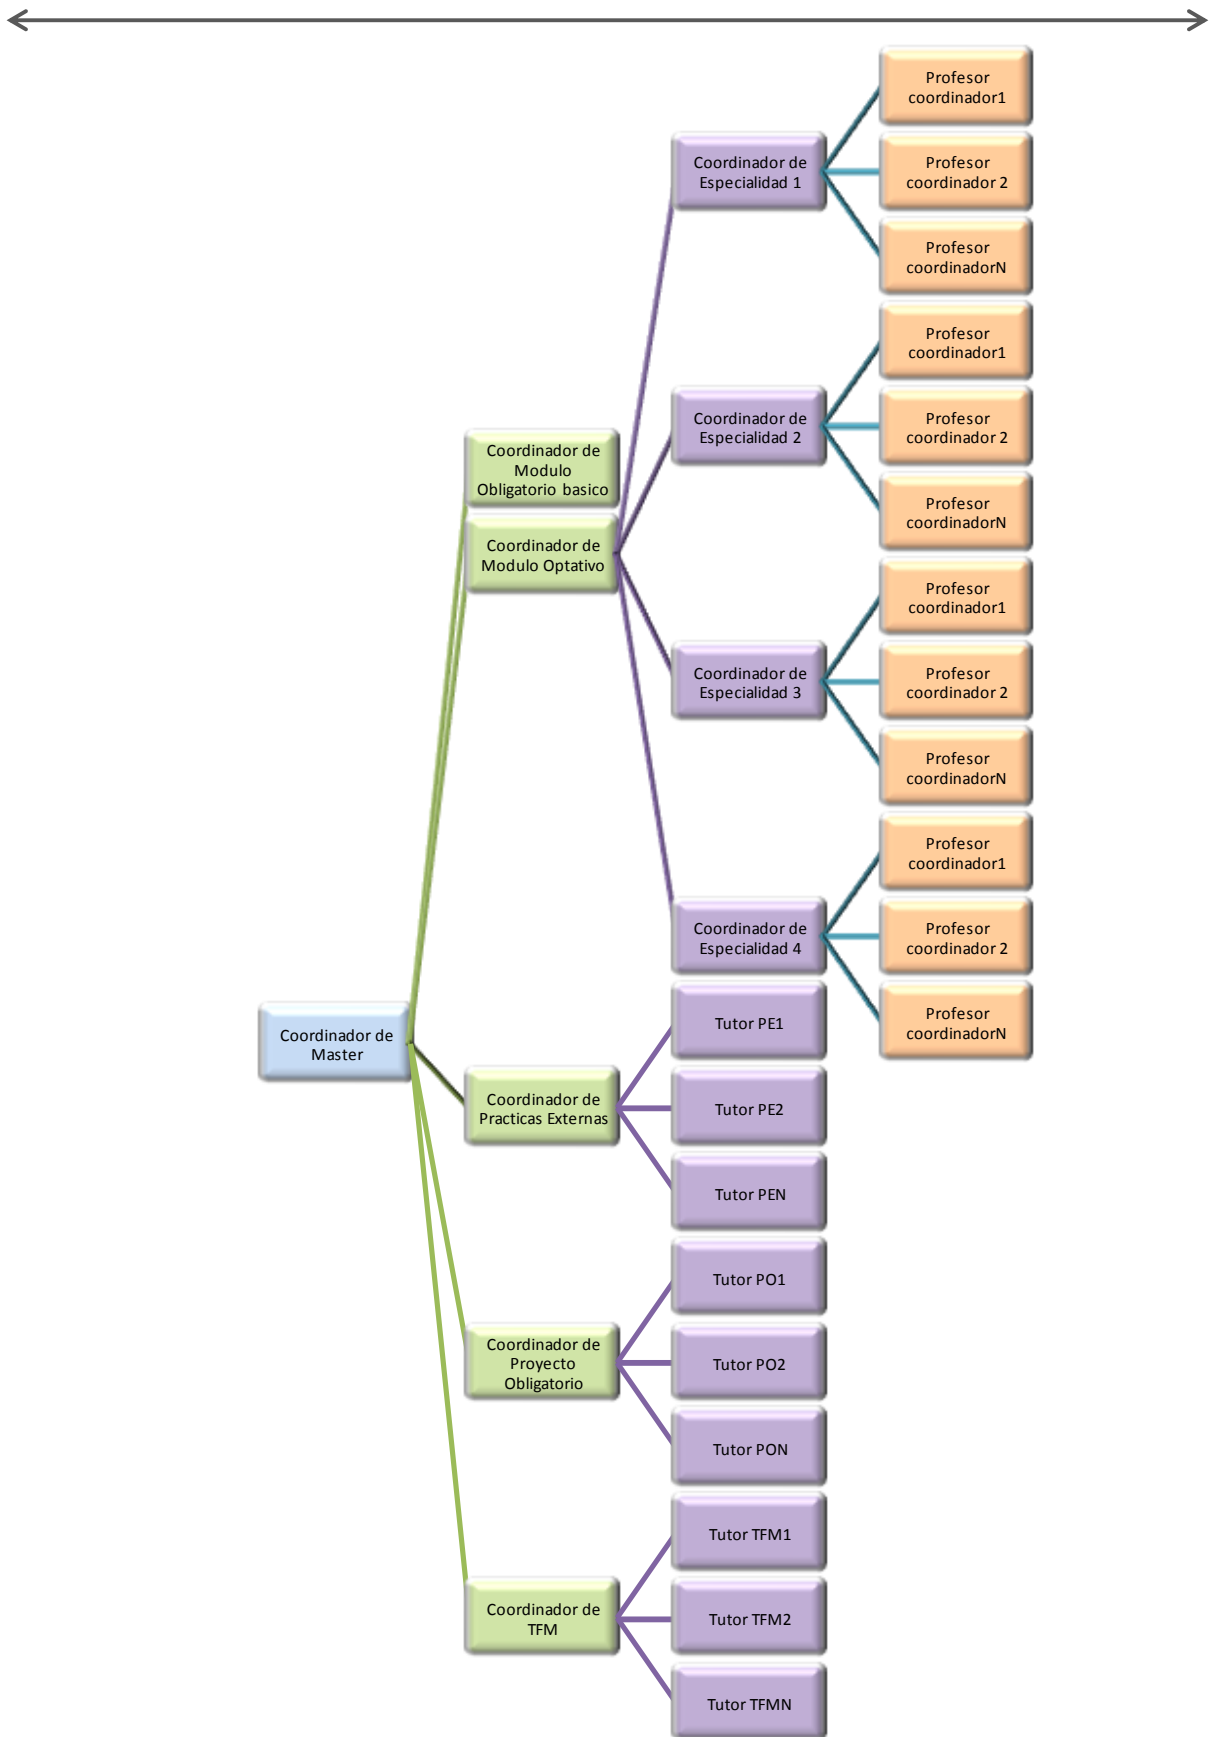 Profesor
coordinador1
Coordinador de
Especialidad 1
Profesor
coordinador 2
Profesor
coordinadorN
Profesor
coordinador1
Coordinador de
Especialidad 2
Profesor
coordinador 2
Coordinador de
Modulo
Obligatorio basico
Profesor
coordinadorN
Coordinador de
Modulo Optativo
Profesor
coordinador1
Coordinador de
Especialidad 3
Profesor
coordinador 2
Profesor
coordinadorN
Profesor
coordinador1
Coordinador de
Especialidad 4
Profesor
coordinador 2
Profesor
coordinadorN
Coordinador de
Master
Tutor PE1
Coordinador de
Practicas Externas
Tutor PE2
Tutor PEN
Tutor PO1
Coordinador de
Proyecto
Obligatorio
Tutor PO2
Tutor PON
Tutor TFM1
Coordinador de
TFM
Tutor TFM2
Tutor TFMN